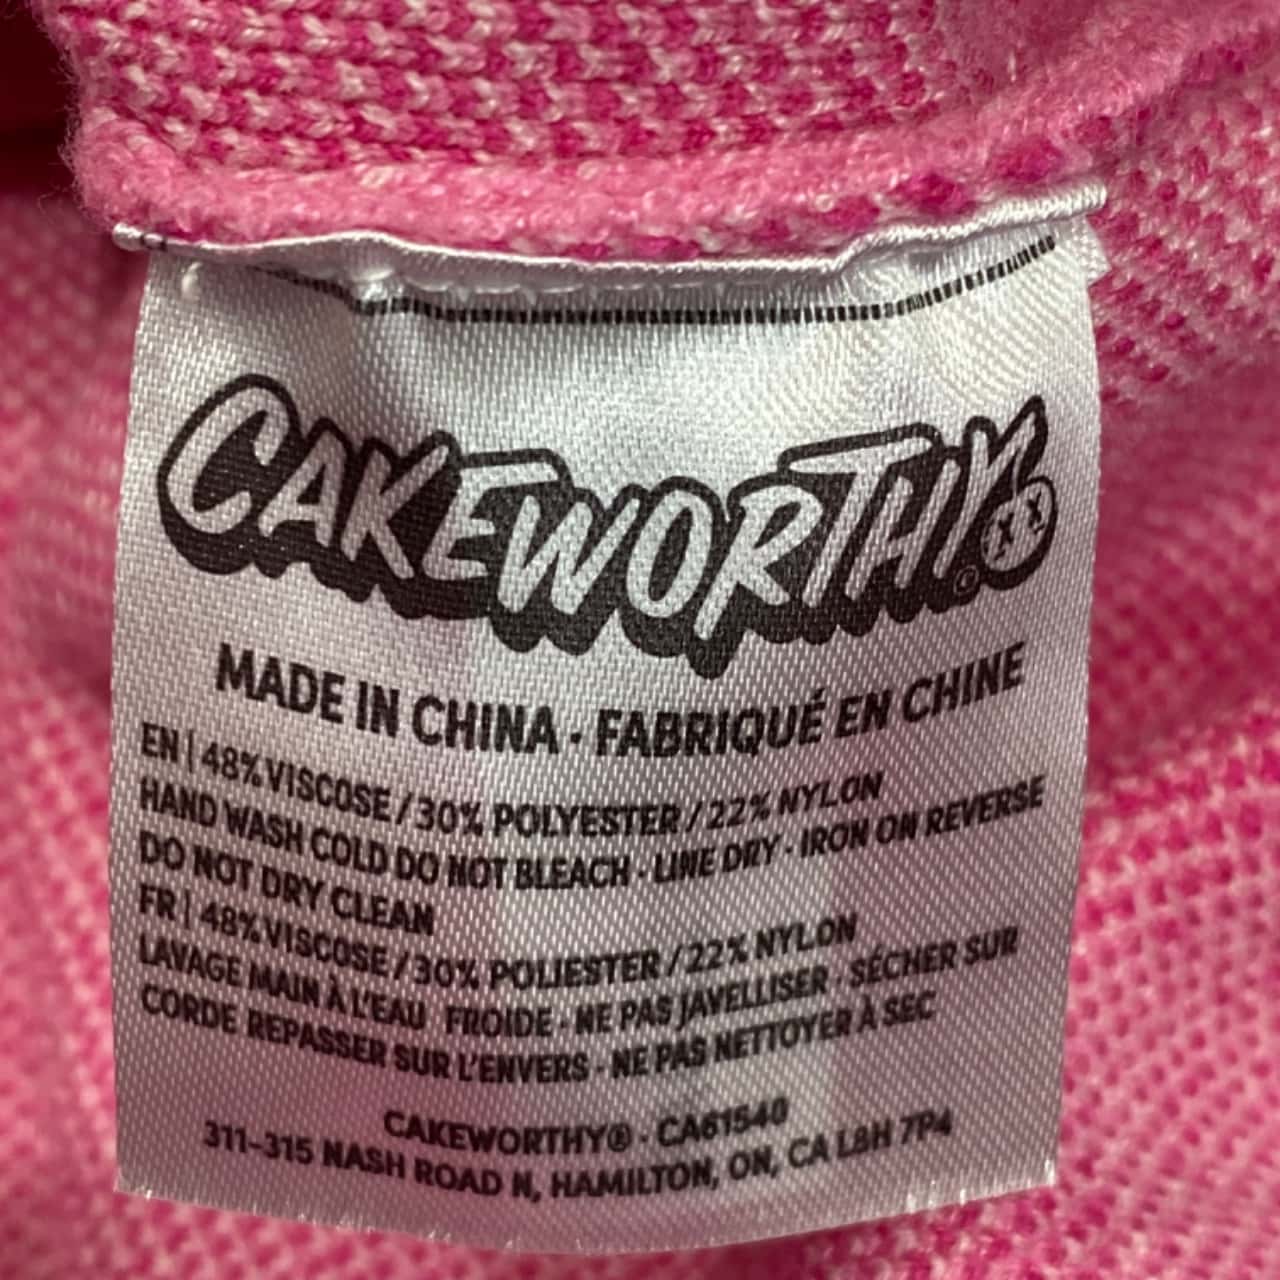 CAKEWORTHY
MADE IN CHINA · FABRIQUÉ EN CHINE
EN | 48% VISCOSE / 30% POLYESTER / 22% NYLON
HAND WASH COLD DO NOT BLEACH · LINE DRY · IRON ON REVERSE
DO NOT DRY CLEAN
FR | 48% VISCOSE / 30% POLIESTER / 22% NYLON
LAVAGE MAIN À L'EAU FROIDE · NE PAS JAVELLISER · SÉCHER SUR
CORDE REPASSER SUR L'ENVERS · NE PAS NETTOYER À SEC
CAKEWORTHY® · CA61540
311-315 NASH ROAD N, HAMILTON, ON, CA L8H 7P4